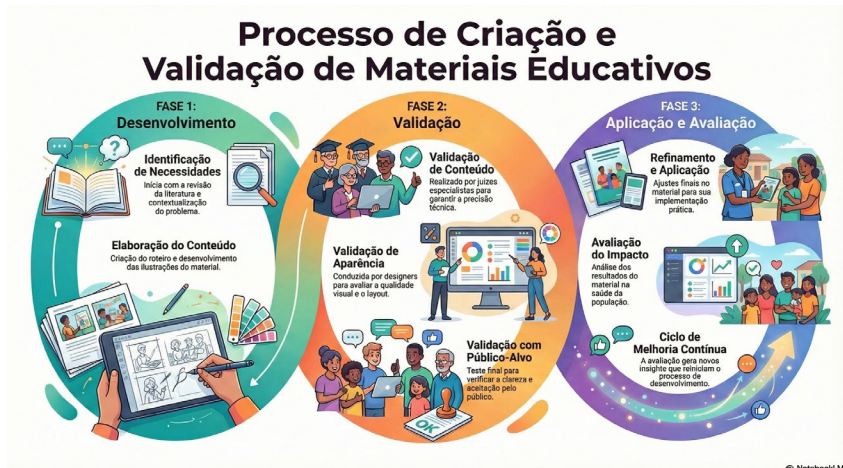 Processo de Criação e
Validação de Materiais Educativos
FASE 1:
Desenvolvimento
Identificação
de Necessidades
Inicia com a revisão
da literatura e
contextualização
do problema.
Elaboração do Conteúdo
Criação do roteiro e desenvolvimento
das ilustrações do material.
FASE 2:
Validação
Validação
de Conteúdo
Realizado por juízes
especialistas para
garantir a precisão
técnica.
Validação de
Aparência
Conduzida por designers
para avaliar a qualidade
visual e o layout.
Validação com
Público-Alvo
Teste final para
verificar a clareza e
aceitação pelo
público.
OK
FASE 3:
Aplicação e Avaliação
Refinamento
e Aplicação
Ajustes finais no
material para sua
implementação
prática.
Avaliação
do Impacto
Análise dos
resultados do
material na
saúde da
população.
Ciclo de
Melhoria Contínua
A avaliação gera novos
insight que reiniciam o
processo de
desenvolvimento.